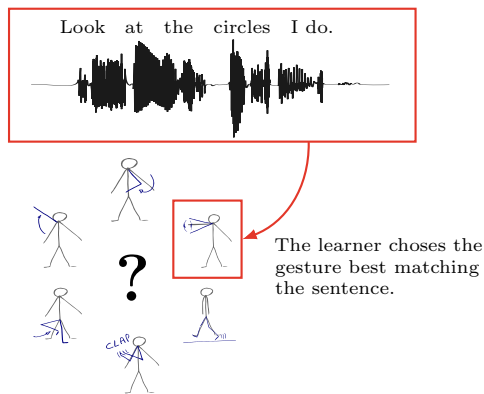 Look at the circles I do.
The learner choses the
gesture best matching
the sentence.
?
CLAP